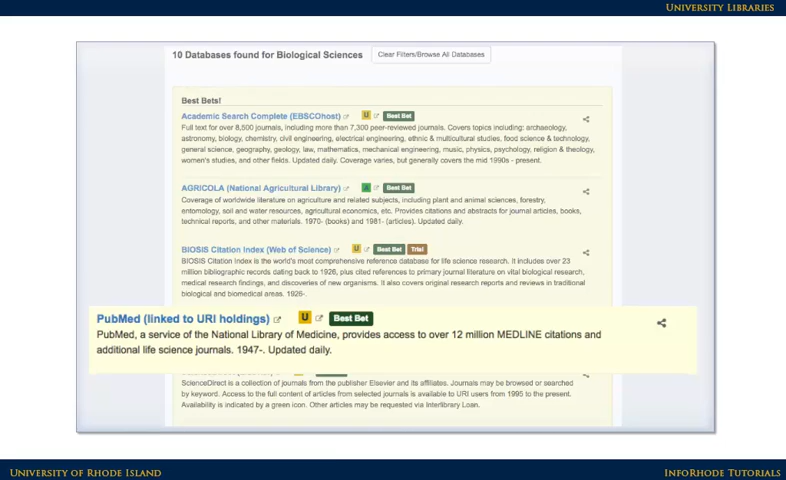 UNIVERSITY LIBRARIES
10 Databases found for Biological Sciences
Clear Filters/Browse All Databases
Best Bets!
Academic Search Complete (EBSCOhost) U Best Bet
Full text for over 8,500 journals, including more than 7,300 peer-reviewed journals. Covers topics including: archaeology,
astronomy, biology, chemistry, civil engineering, electrical engineering, ethnic & multicultural studies, food science & technology,
general science, geography, geology, law, mathematics, mechanical engineering, music, physics, psychology, religion & theology,
women's studies, and other fields. Updated daily. Coverage varies, but generally covers the mid 1990s - present.
AGRICOLA (National Agricultural Library) Best Bet
Coverage of worldwide literature on agriculture and related subjects, including plant and animal sciences, forestry,
entomology, soil and water resources, agricultural economics, etc. Provides citations and abstracts for journal articles, books,
technical reports, and other materials. 1970- (books) and 1981- (articles). Updated daily.
BIOSIS Citation Index (Web of Science) U Best Bet Trial
BIOSIS Citation Index is the world's most comprehensive reference database for life science research. It includes over 23
million bibliographic records dating back to 1926, plus cited references to primary journal literature on vital biological research,
medical research findings, and discoveries of new organisms. It also covers original research reports and reviews in traditional
biological and biomedical areas. 1926-.
PubMed (linked to URI holdings) U Best Bet
PubMed, a service of the National Library of Medicine, provides access to over 12 million MEDLINE citations and
additional life science journals. 1947-. Updated daily.
ScienceDirect is a collection of journals from the publisher Elsevier and its affiliates. Journals may be browsed or searched
by keyword. Access to the full content of articles from selected journals is available to URI users from 1995 to the present.
Availability is indicated by a green icon. Other articles may be requested via Interlibrary Loan.
UNIVERSITY OF RHODE ISLAND
INFORHODE TUTORIALS